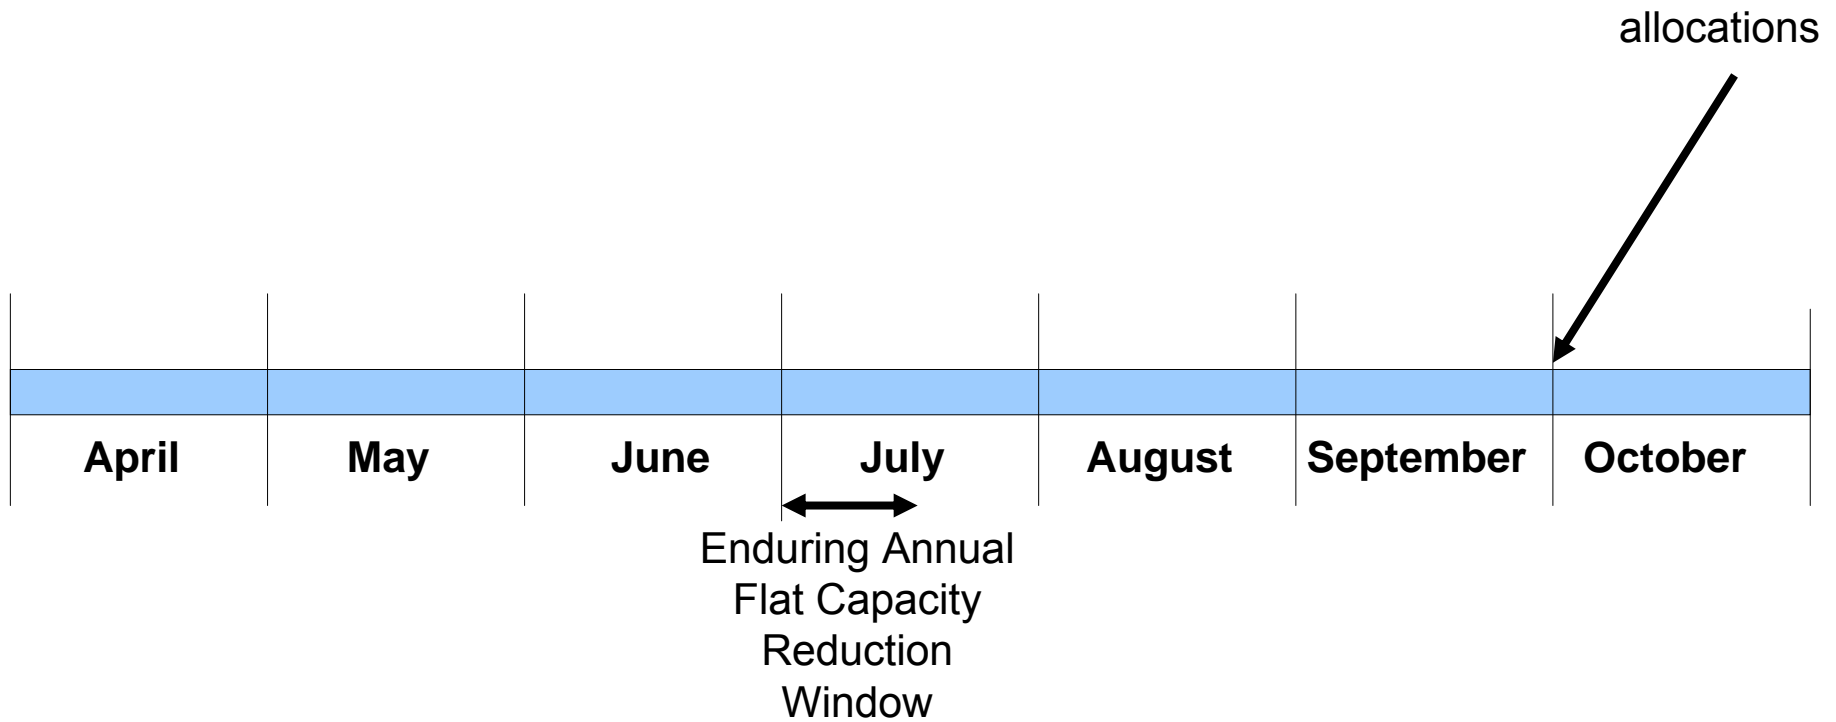 allocations
April May June July August September October
Enduring Annual
Flat Capacity
Reduction
Window